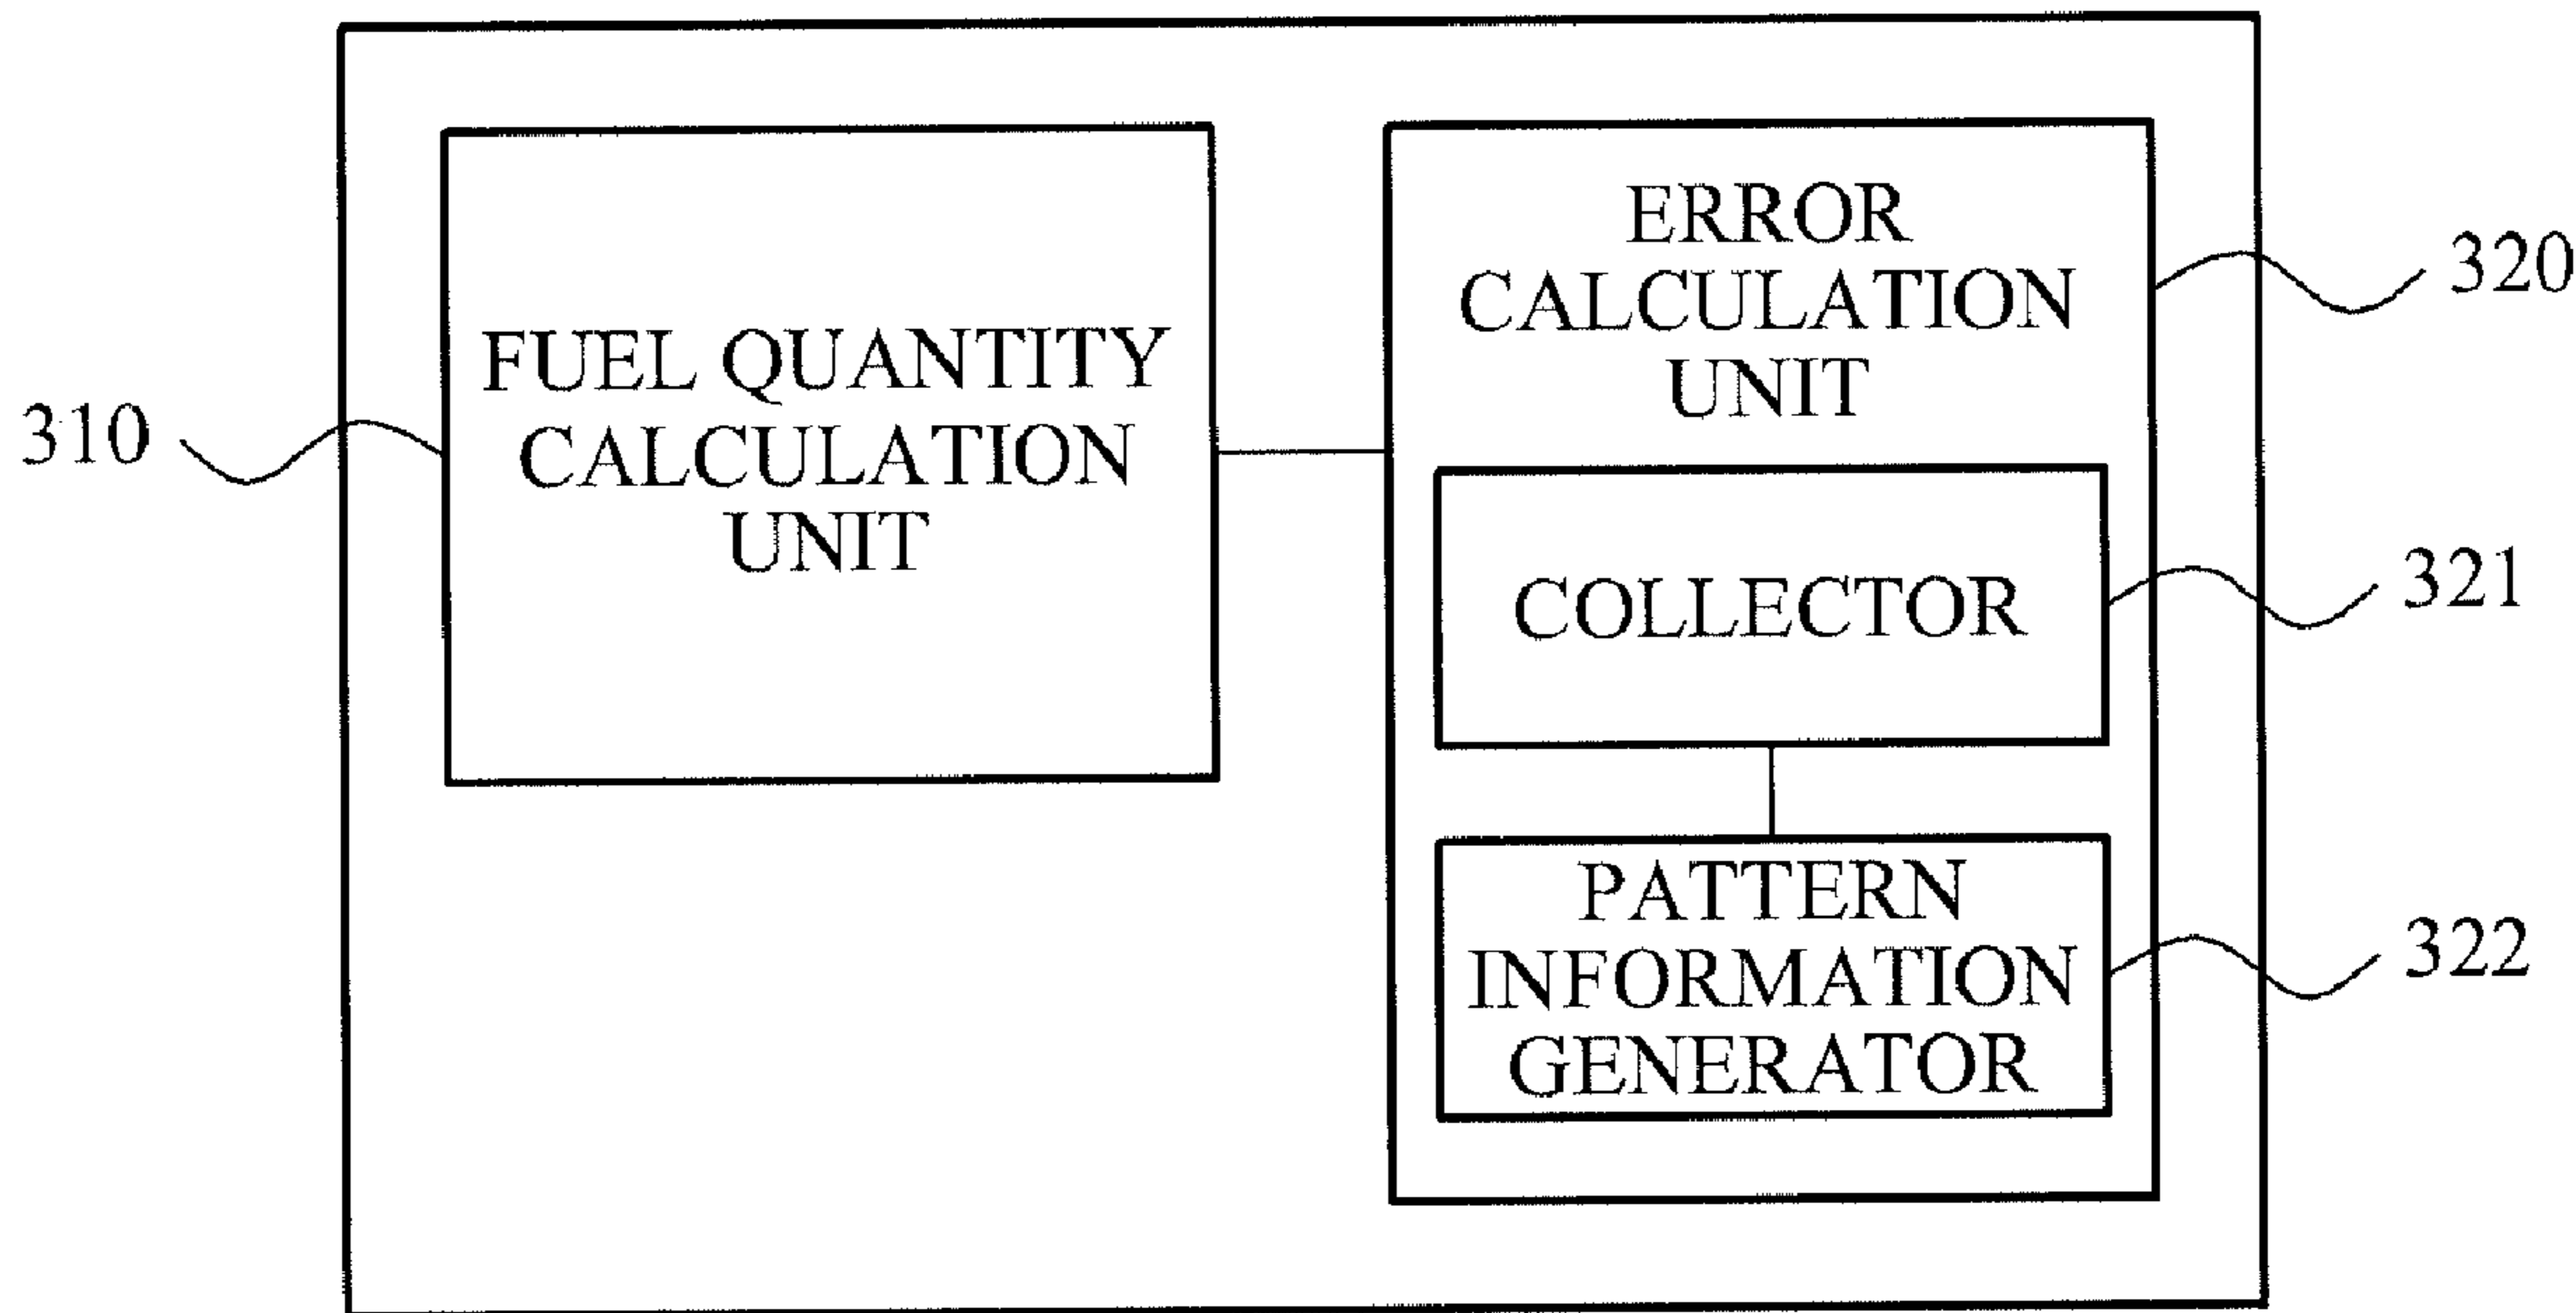 310
FUEL QUANTITY
CALCULATION
UNIT
ERROR
CALCULATION
UNIT
320
COLLECTOR
321
PATTERN
INFORMATION
GENERATOR
322